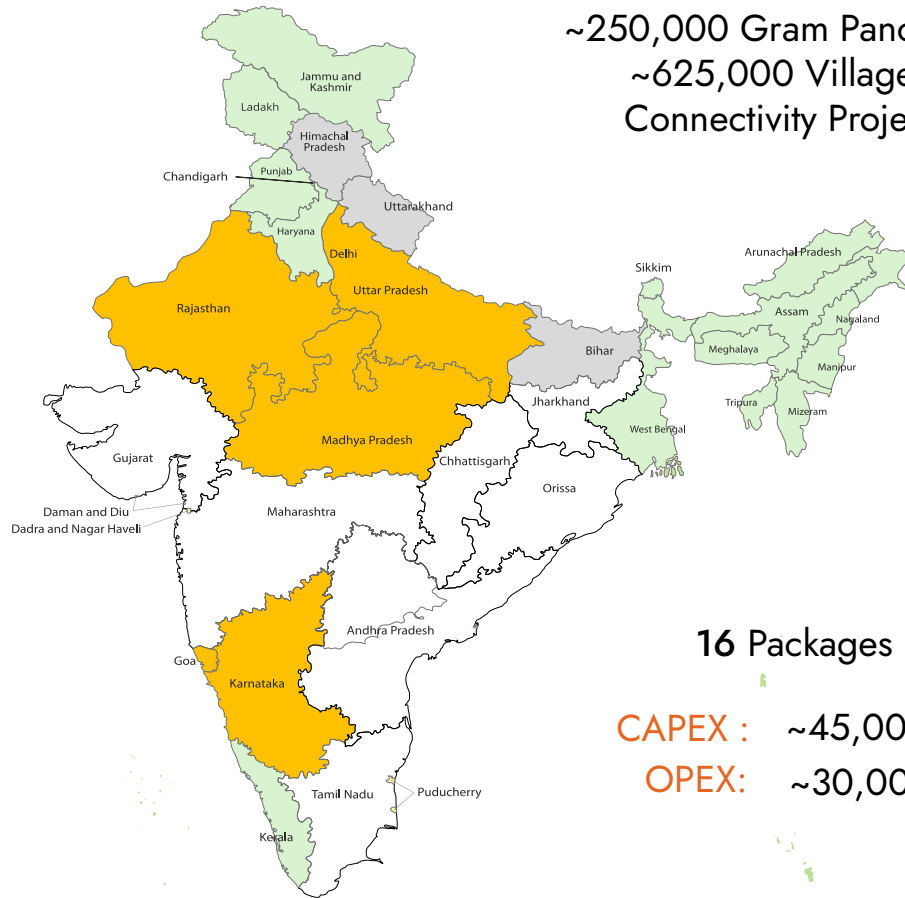 ~250,000 Gram Panc
~625,000 Village
Connectivity Proje
Jammu and
Kashmir
Ladakh
Himachal
Pradesh
Punjab
Chandigarh
Uttarakhand
Haryana
Delhi
Arunachal Pradesh
Sikkim
Uttar Pradesh
Rajasthan
Assam
Nagaland
Meghalaya
Bihar
Manipur
Jharkhand
Tripura
Mizeram
West Bengal
Madhya Pradesh
Gujarat
Chhattisgarh
Orissa
Daman and Diu
Maharashtra
Dadra and Nagar Haveli
Andhra Pradesh
16 Packages
Goa
Karnataka
CAPEX : ~45,00
OPEX: ~30,00
Tamil Nadu
Puducherry
Kerala